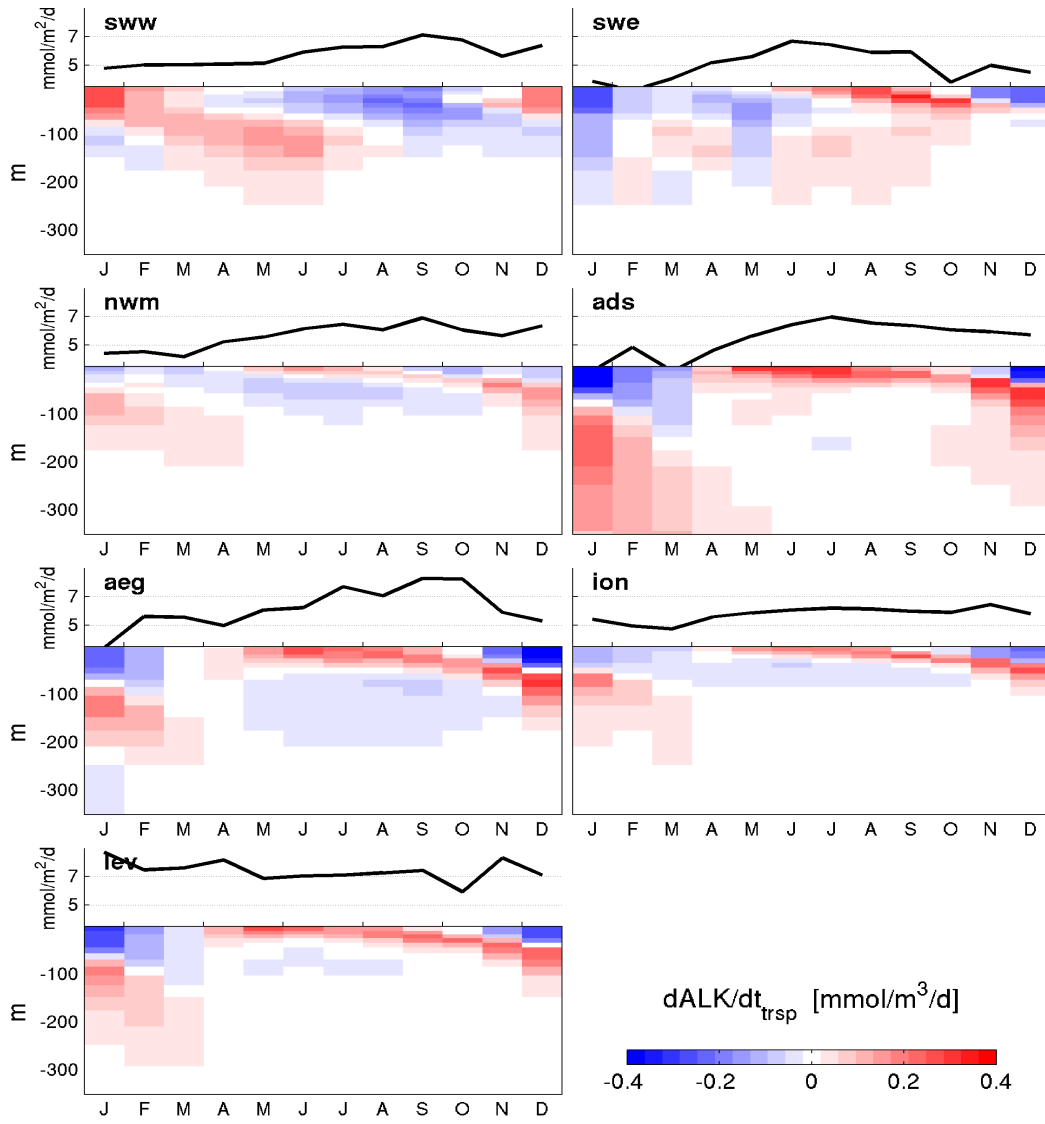 sww
mmol/m²/d
7
5
-100
-200
-300
m
J F M A M J J A S O N D
swe
J F M A M J J A S O N D
nwm
mmol/m²/d
7
5
-100
-200
-300
m
J F M A M J J A S O N D
ads
J F M A M J J A S O N D
aeg
mmol/m²/d
7
5
-100
-200
-300
m
J F M A M J J A S O N D
ion
J F M A M J J A S O N D
lev
mmol/m²/d
7
5
-100
-200
-300
m
J F M A M J J A S O N D
dALK/dt_trsp [mmol/m³/d]
-0.4 -0.2 0 0.2 0.4